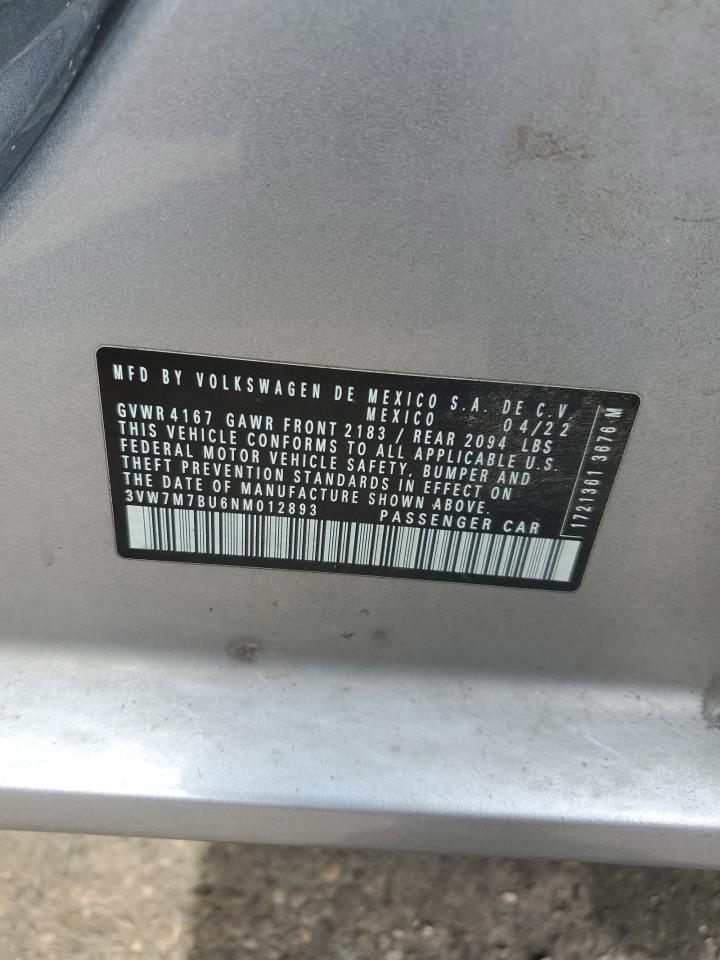 MFD BY VOLKSWAGEN DE MEXICO S.A. DE C.V
MEXICO 04/22
GVWR 4167 GAWR FRONT 2183 / REAR 2094 LBS
THIS VEHICLE CONFORMS TO ALL APPLICABLE U.S.
FEDERAL MOTOR VEHICLE SAFETY, BUMPER AND
THEFT PREVENTION STANDARDS IN EFFECT ON
THE DATE OF MANUFACTURE SHOWN ABOVE.
3VW7M7BU6NM012893 PASSENGER CAR
1721361 3676 M